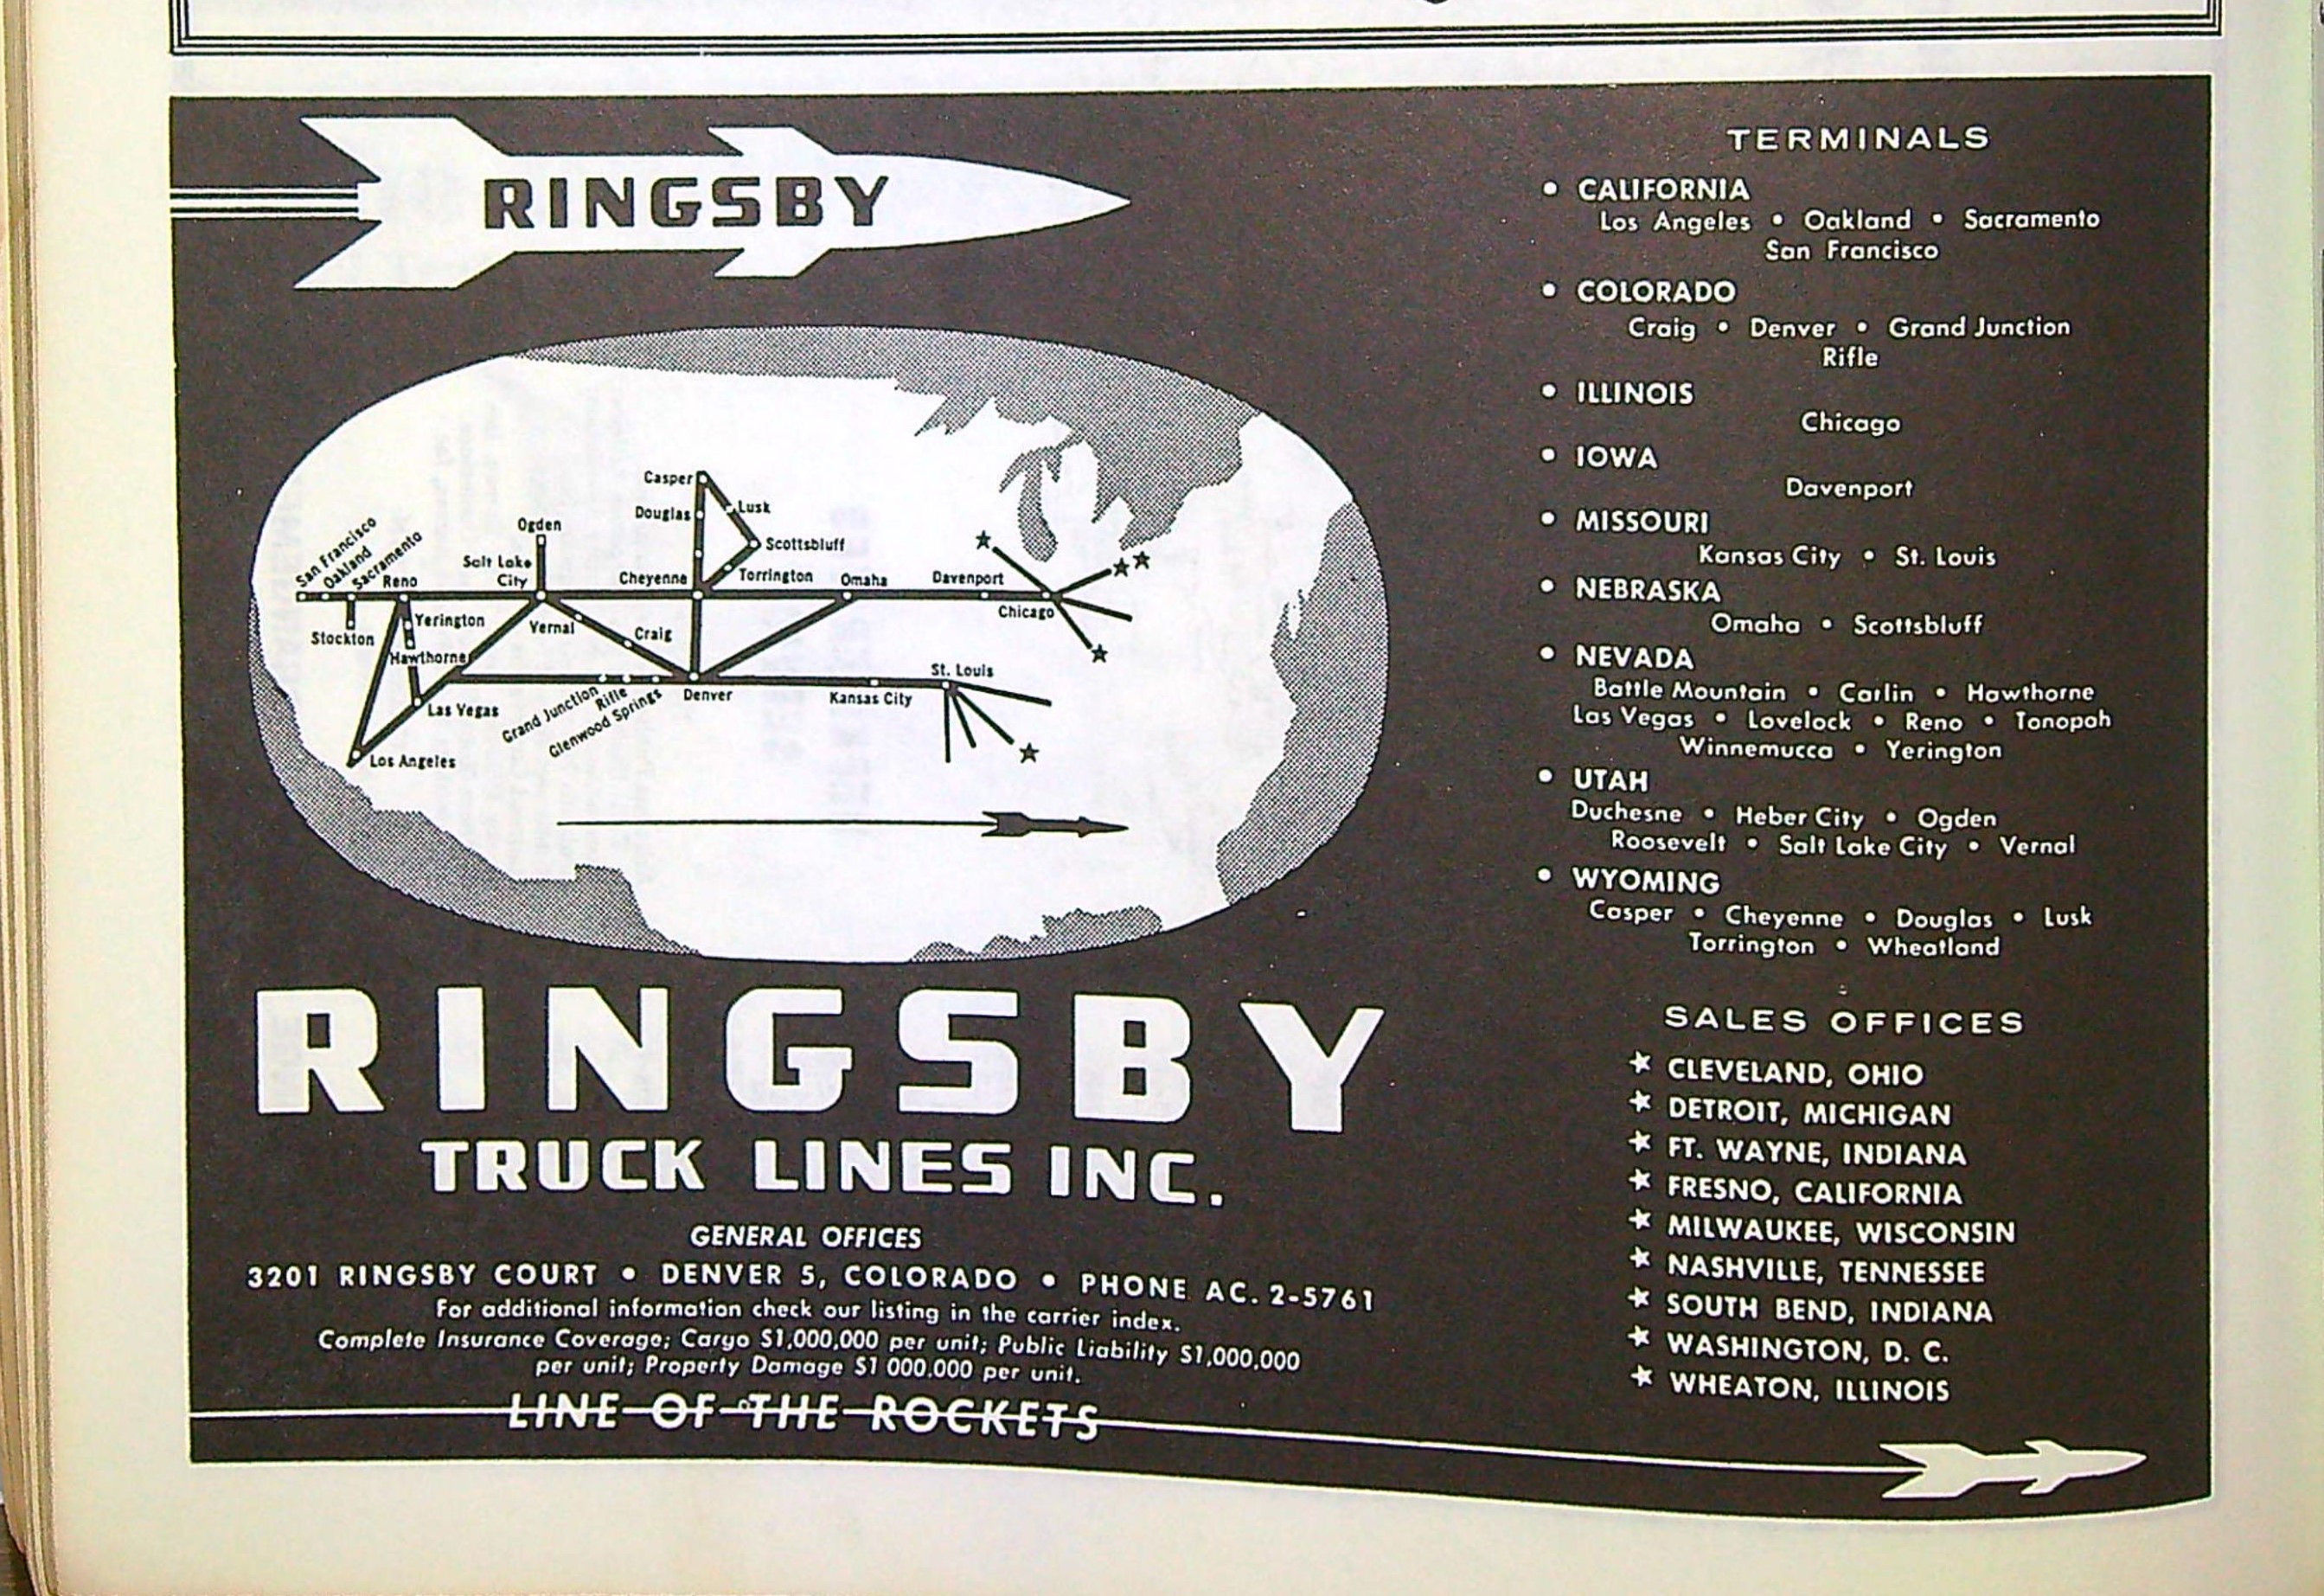 RINGSBY
Casper
Douglas
Lusk
Ogden
Scottsbluff
San Francisco
Oakland
Sacramento
Reno
Salt Lake
City
Cheyenne
Torrington
Omaha
Davenport
Chicago
Stockton
Yerington
Vernal
Craig
Hawthorne
St. Louis
Las Vegas
Grand Junction
Rifle
Glenwood Springs
Denver
Kansas City
Los Angeles
RINGSBY
TRUCK LINES INC.
GENERAL OFFICES
3201 RINGSBY COURT • DENVER 5, COLORADO • PHONE AC. 2-5761
For additional information check our listing in the carrier index.
Complete Insurance Coverage; Cargo $1,000,000 per unit; Public Liability $1,000,000
per unit; Property Damage $1 000.000 per unit.
LINE OF THE ROCKETS
TERMINALS
• CALIFORNIA
Los Angeles • Oakland • Sacramento
San Francisco
• COLORADO
Craig • Denver • Grand Junction
Rifle
• ILLINOIS
Chicago
• IOWA
Davenport
• MISSOURI
Kansas City • St. Louis
• NEBRASKA
Omaha • Scottsbluff
• NEVADA
Battle Mountain • Carlin • Hawthorne
Las Vegas • Lovelock • Reno • Tonopah
Winnemucca • Yerington
• UTAH
Duchesne • Heber City • Ogden
Roosevelt • Salt Lake City • Vernal
• WYOMING
Casper • Cheyenne • Douglas • Lusk
Torrington • Wheatland
SALES OFFICES
★ CLEVELAND, OHIO
★ DETROIT, MICHIGAN
★ FT. WAYNE, INDIANA
★ FRESNO, CALIFORNIA
★ MILWAUKEE, WISCONSIN
★ NASHVILLE, TENNESSEE
★ SOUTH BEND, INDIANA
★ WASHINGTON, D. C.
★ WHEATON, ILLINOIS